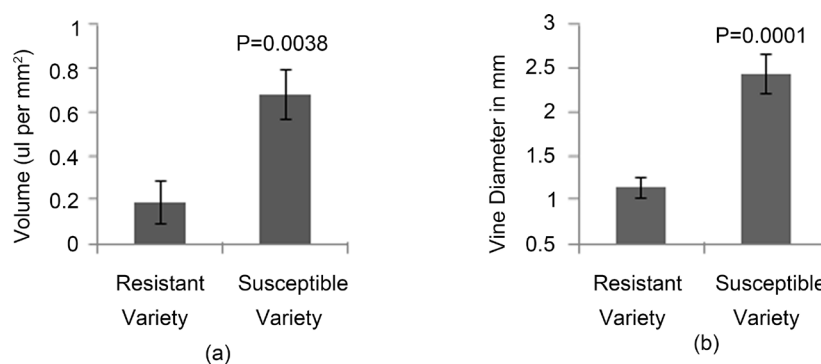 1
0.8
0.6
0.4
0.2
0
Volume (ul per mm²)
P=0.0038
Resistant Susceptible
Variety Variety
(a)
3
2.5
2
1.5
1
0.5
Vine Diameter in mm
P=0.0001
Resistant Susceptible
Variety Variety
(b)